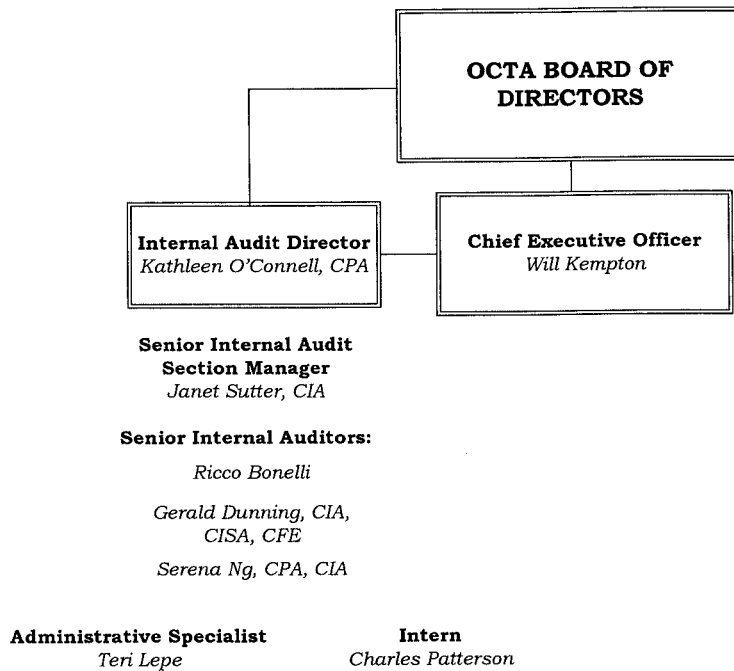 OCTA BOARD OF
DIRECTORS
Internal Audit Director
Kathleen O'Connell, CPA
Chief Executive Officer
Will Kempton
Senior Internal Audit
Section Manager
Janet Sutter, CIA
Senior Internal Auditors:
Ricco Bonelli
Gerald Dunning, CIA,
CISA, CFE
Serena Ng, CPA, CIA
Administrative Specialist
Teri Lepe
Intern
Charles Patterson